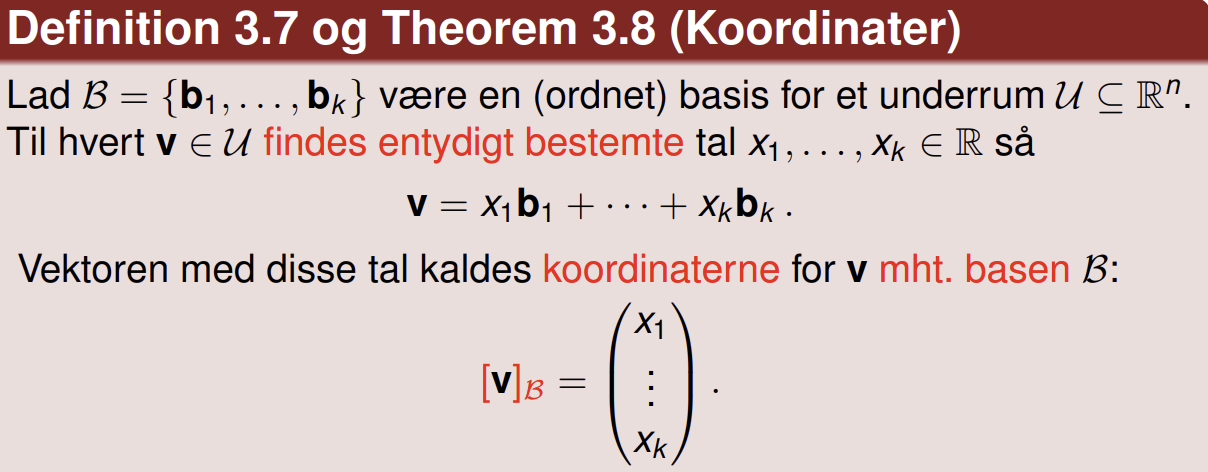 Definition 3.7 og Theorem 3.8 (Koordinater)
Lad ℬ = {b₁, . . . , bₖ} være en (ordnet) basis for et underrum 𝒰 ⊆ ℝⁿ.
Til hvert v ∈ 𝒰 findes entydigt bestemte tal x₁, . . . , xₖ ∈ ℝ så
v = x₁b₁ + · · · + xₖbₖ .
Vektoren med disse tal kaldes koordinaterne for v mht. basen ℬ:
x₁
[v]ℬ = ( ⋮ ) .
xₖ